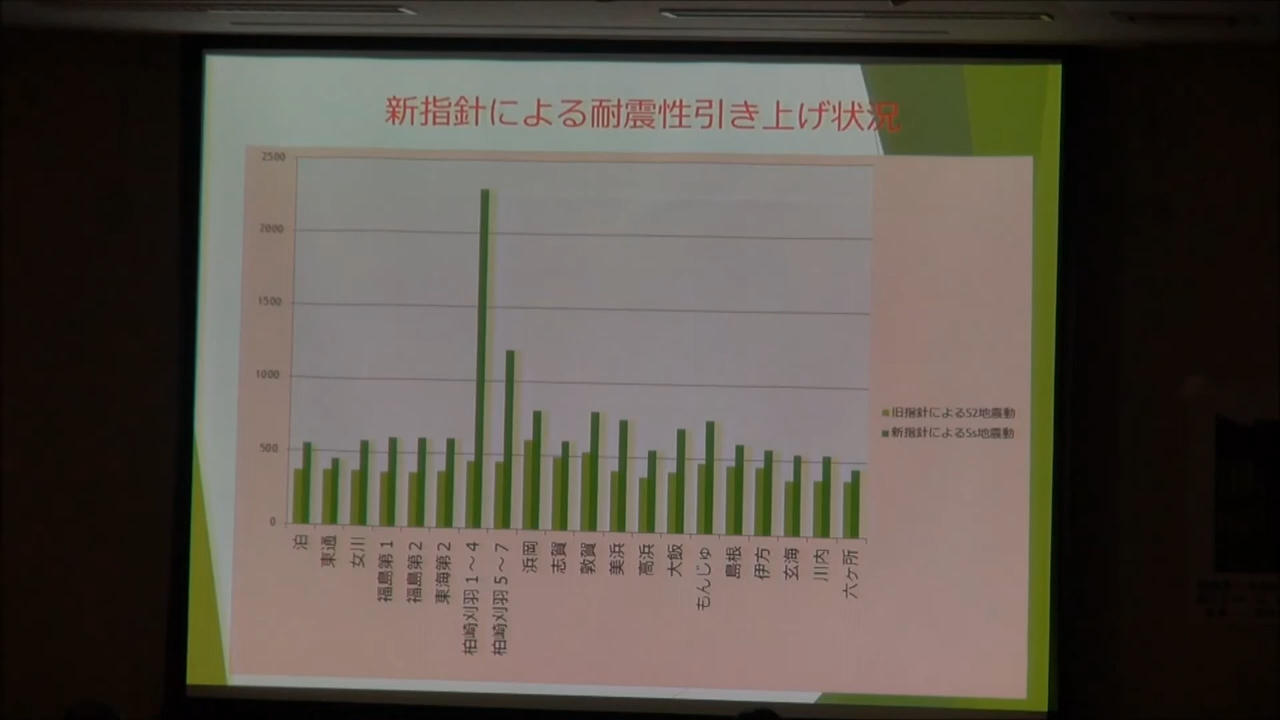 新指針による耐震性引き上げ状況
2500
2000
1500
1000
500
0
泊
東通
女川
福島第１
福島第２
東海第２
柏崎刈羽１～４
柏崎刈羽５～７
浜岡
志賀
敦賀
美浜
高浜
大飯
もんじゅ
島根
伊方
玄海
川内
六ヶ所
旧指針によるS2地震動
新指針によるSs地震動